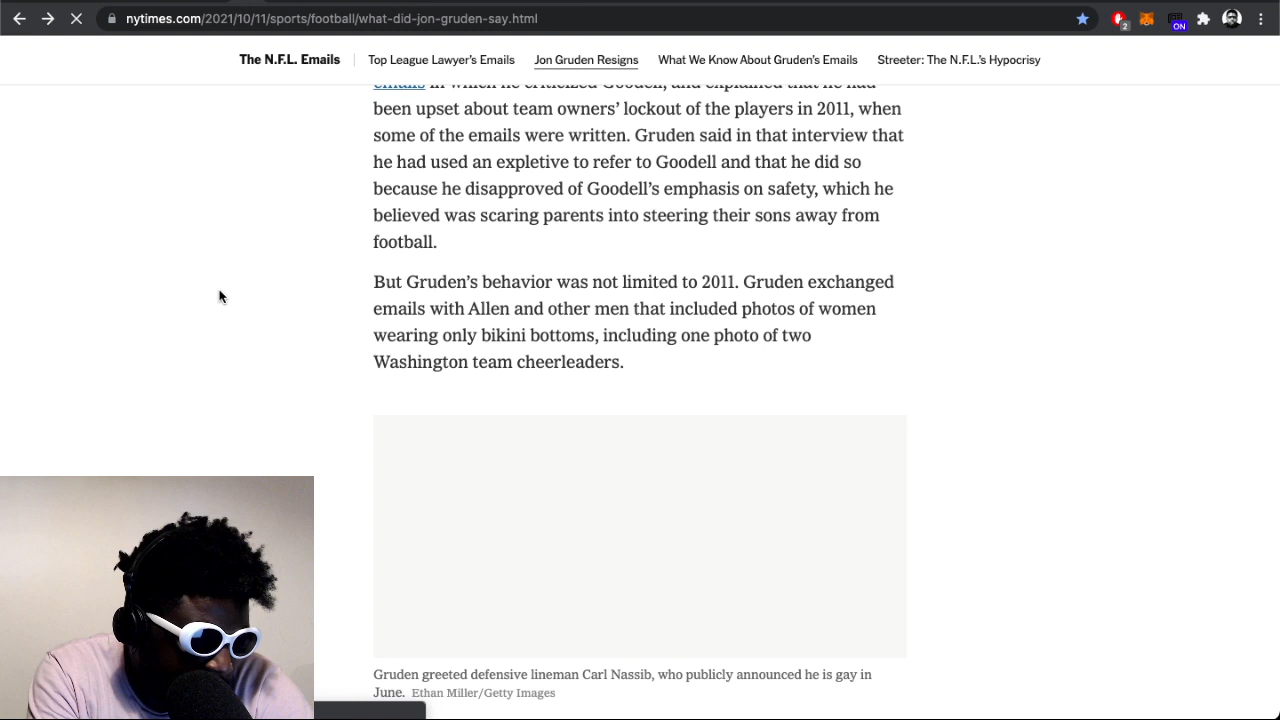 nytimes.com/2021/10/11/sports/football/what-did-jon-gruden-say.html
2
ON
The N.F.L. Emails
Top League Lawyer's Emails
Jon Gruden Resigns
What We Know About Gruden's Emails
Streeter: The N.F.L.'s Hypocrisy
emails in which he criticized Goodell, and explained that he had
been upset about team owners' lockout of the players in 2011, when
some of the emails were written. Gruden said in that interview that
he had used an expletive to refer to Goodell and that he did so
because he disapproved of Goodell's emphasis on safety, which he
believed was scaring parents into steering their sons away from
football.
But Gruden's behavior was not limited to 2011. Gruden exchanged
emails with Allen and other men that included photos of women
wearing only bikini bottoms, including one photo of two
Washington team cheerleaders.
Gruden greeted defensive lineman Carl Nassib, who publicly announced he is gay in
June. Ethan Miller/Getty Images